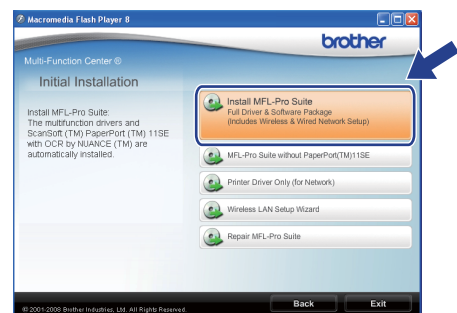 Macromedia Flash Player 8
brother
Multi-Function Center ®
Initial Installation
Install MFL-Pro Suite:
The multifunction drivers and
ScanSoft (TM) PaperPort (TM) 11SE
with OCR by NUANCE (TM) are
automatically installed.
Install MFL-Pro Suite
Full Driver & Software Package
(Includes Wireless & Wired Network Setup)
MFL-Pro Suite without PaperPort(TM)11SE
Printer Driver Only (for Network)
Wireless LAN Setup Wizard
Repair MFL-Pro Suite
© 2001-2008 Brother Industries, Ltd. All Rights Reserved.
Back
Exit